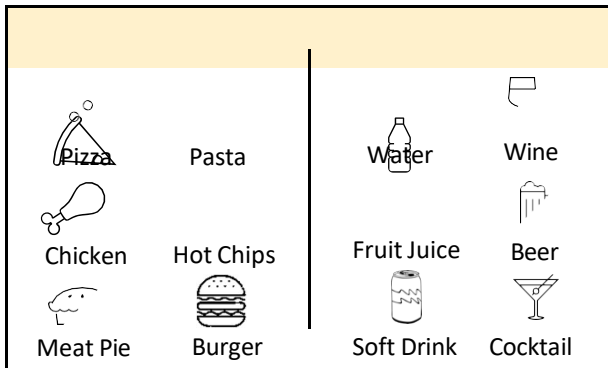 Pizza
Pasta
Chicken
Hot Chips
Meat Pie
Burger
Water
Wine
Fruit Juice
Beer
Soft Drink
Cocktail